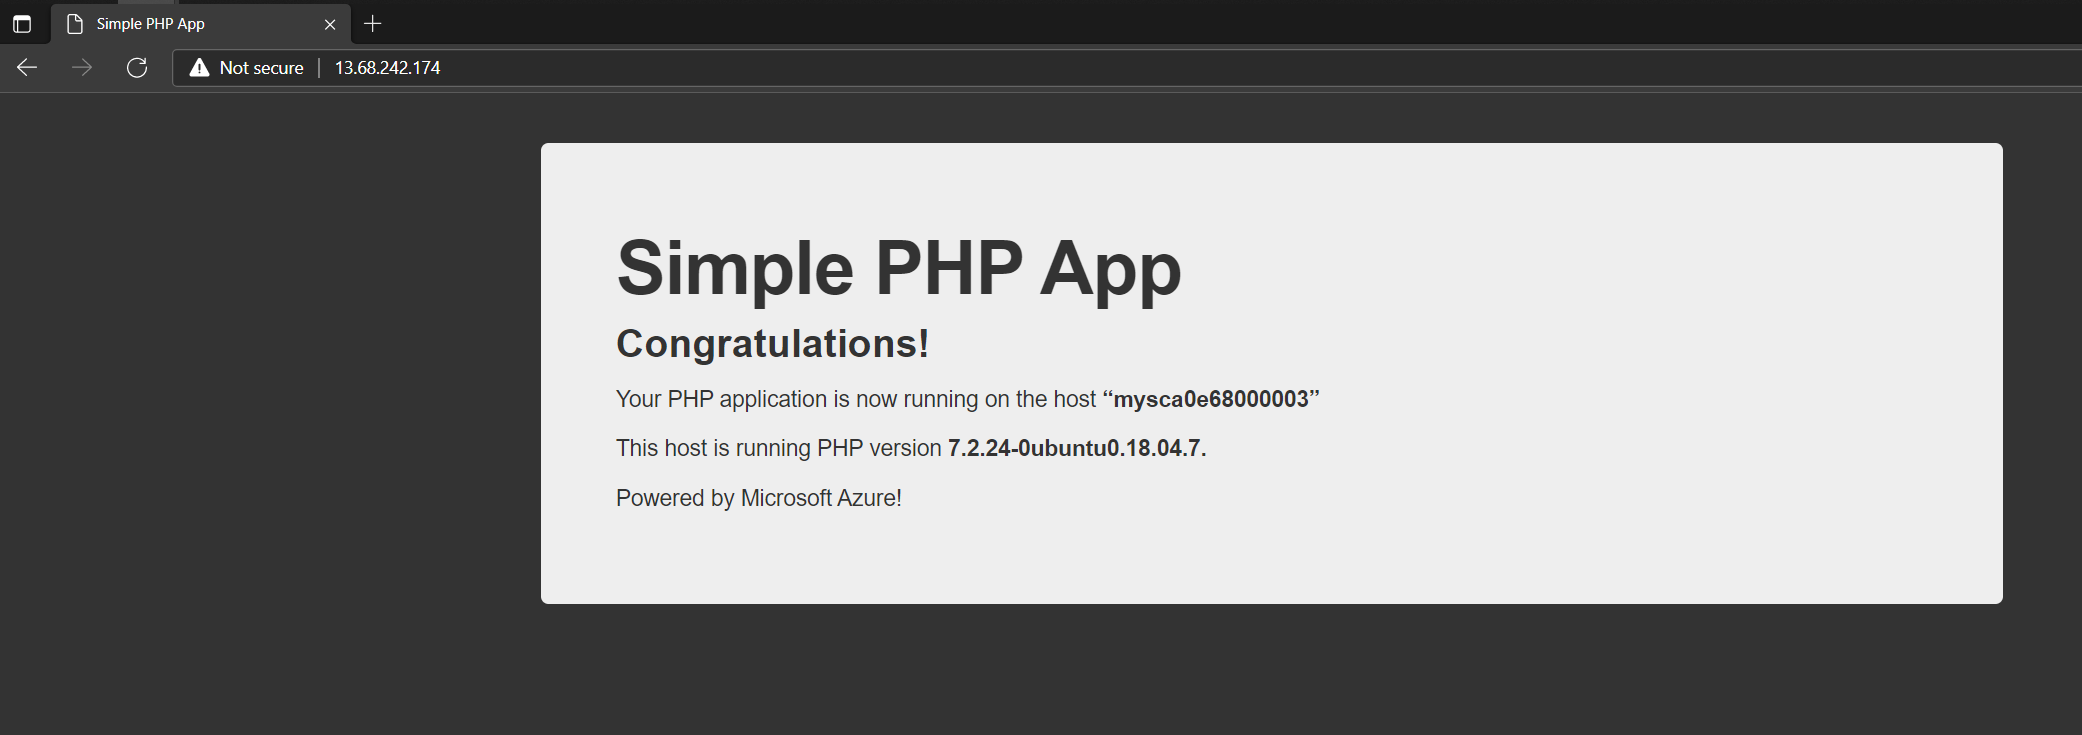 Simple PHP App
Not secure | 13.68.242.174
Simple PHP App
Congratulations!
Your PHP application is now running on the host “mysca0e68000003”
This host is running PHP version 7.2.24-0ubuntu0.18.04.7.
Powered by Microsoft Azure!